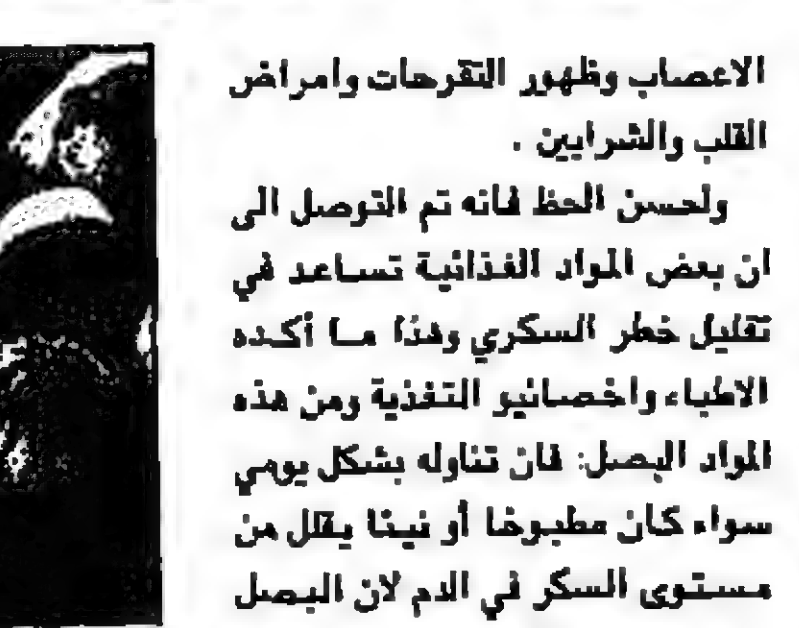 الاعصاب وظهور التقرحات وامراض
القلب والشرايين .
ولحسن الحظ فانه تم التوصل الى
ان بعض المواد الغذائية تساعد في
تقليل خطر السكري وهذا ما أكده
الاطباء واخصائيو التغذية ومن هذه
المواد البصل: فان تناوله بشكل يومي
سواء كان مطبوخا أو نيئا يقلل من
مستوى السكر في الدم لان البصل